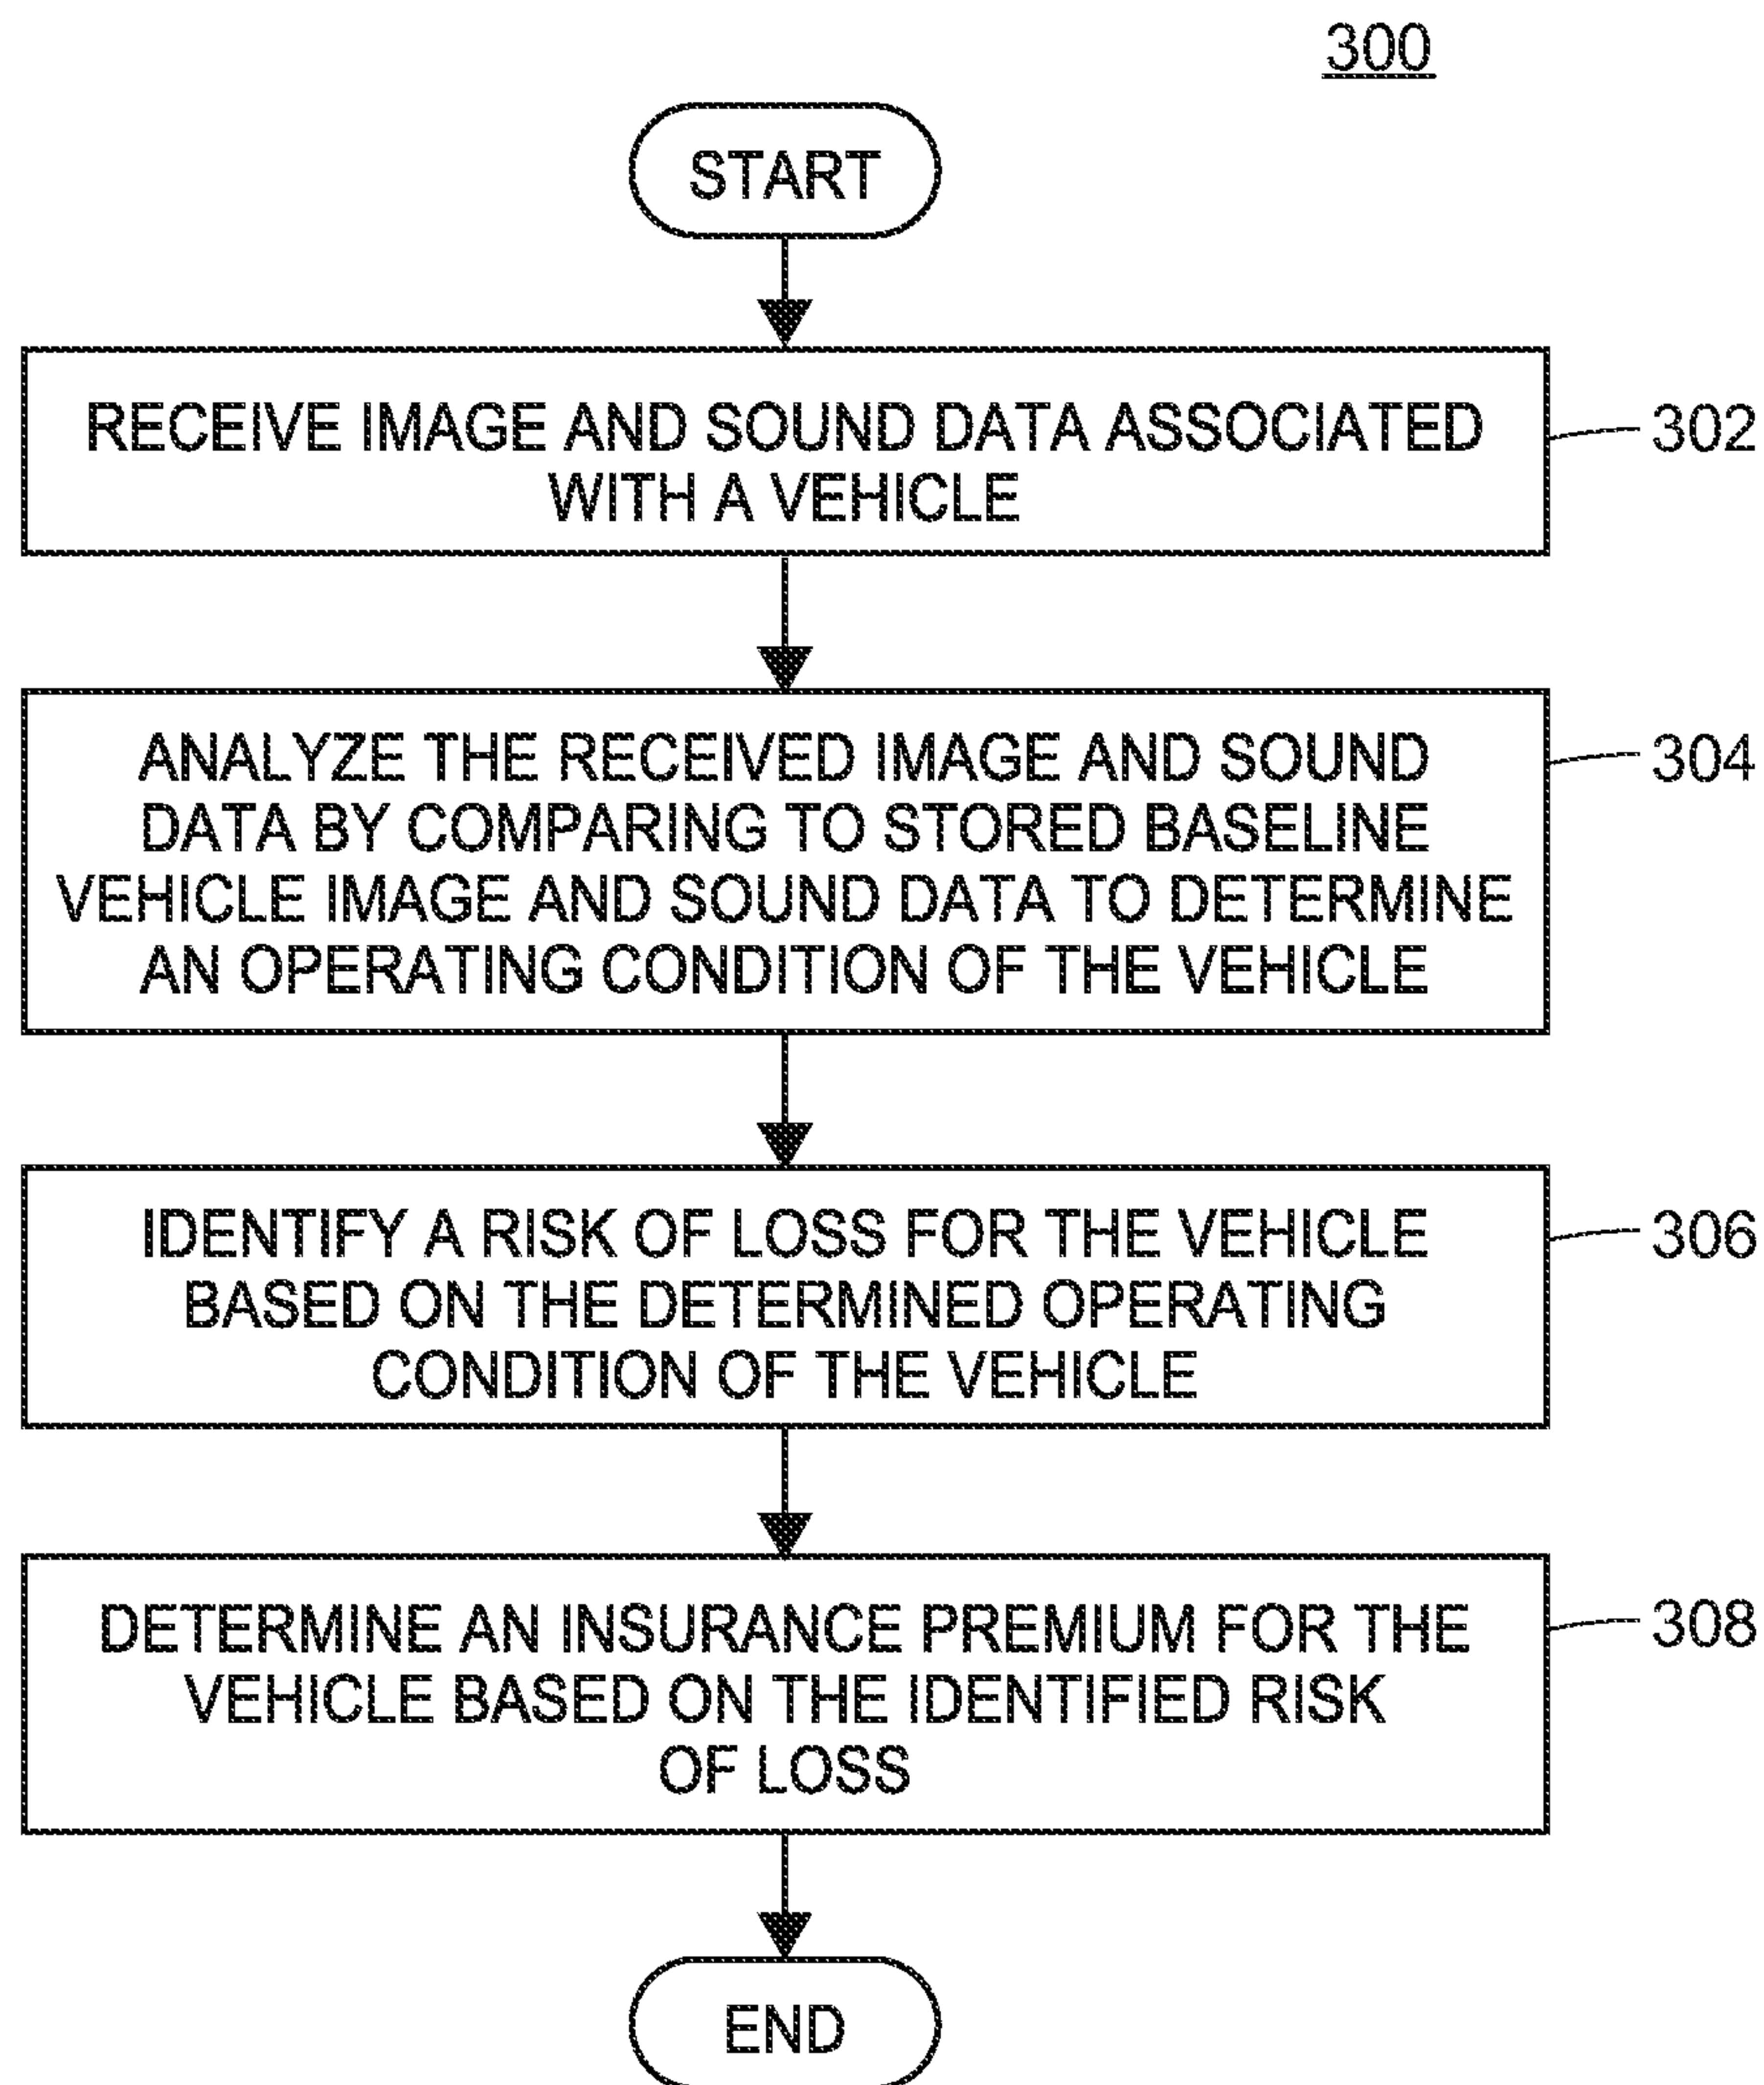 300
START
RECEIVE IMAGE AND SOUND DATA ASSOCIATED
WITH A VEHICLE
302
ANALYZE THE RECEIVED IMAGE AND SOUND
DATA BY COMPARING TO STORED BASELINE
VEHICLE IMAGE AND SOUND DATA TO DETERMINE
AN OPERATING CONDITION OF THE VEHICLE
304
IDENTIFY A RISK OF LOSS FOR THE VEHICLE
BASED ON THE DETERMINED OPERATING
CONDITION OF THE VEHICLE
306
DETERMINE AN INSURANCE PREMIUM FOR THE
VEHICLE BASED ON THE IDENTIFIED RISK
OF LOSS
308
END